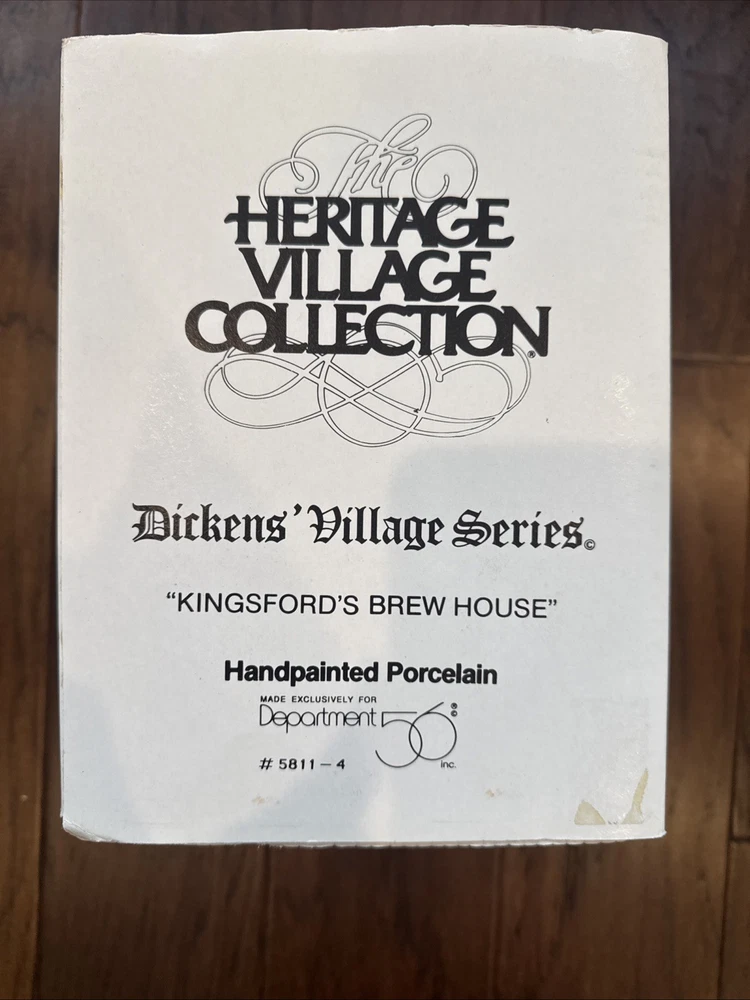 The
HERITAGE
VILLAGE
COLLECTION®
Dickens' Village Series©
“KINGSFORD'S BREW HOUSE”
Handpainted Porcelain
MADE EXCLUSIVELY FOR
Department 56® ©
inc.
# 5811-4